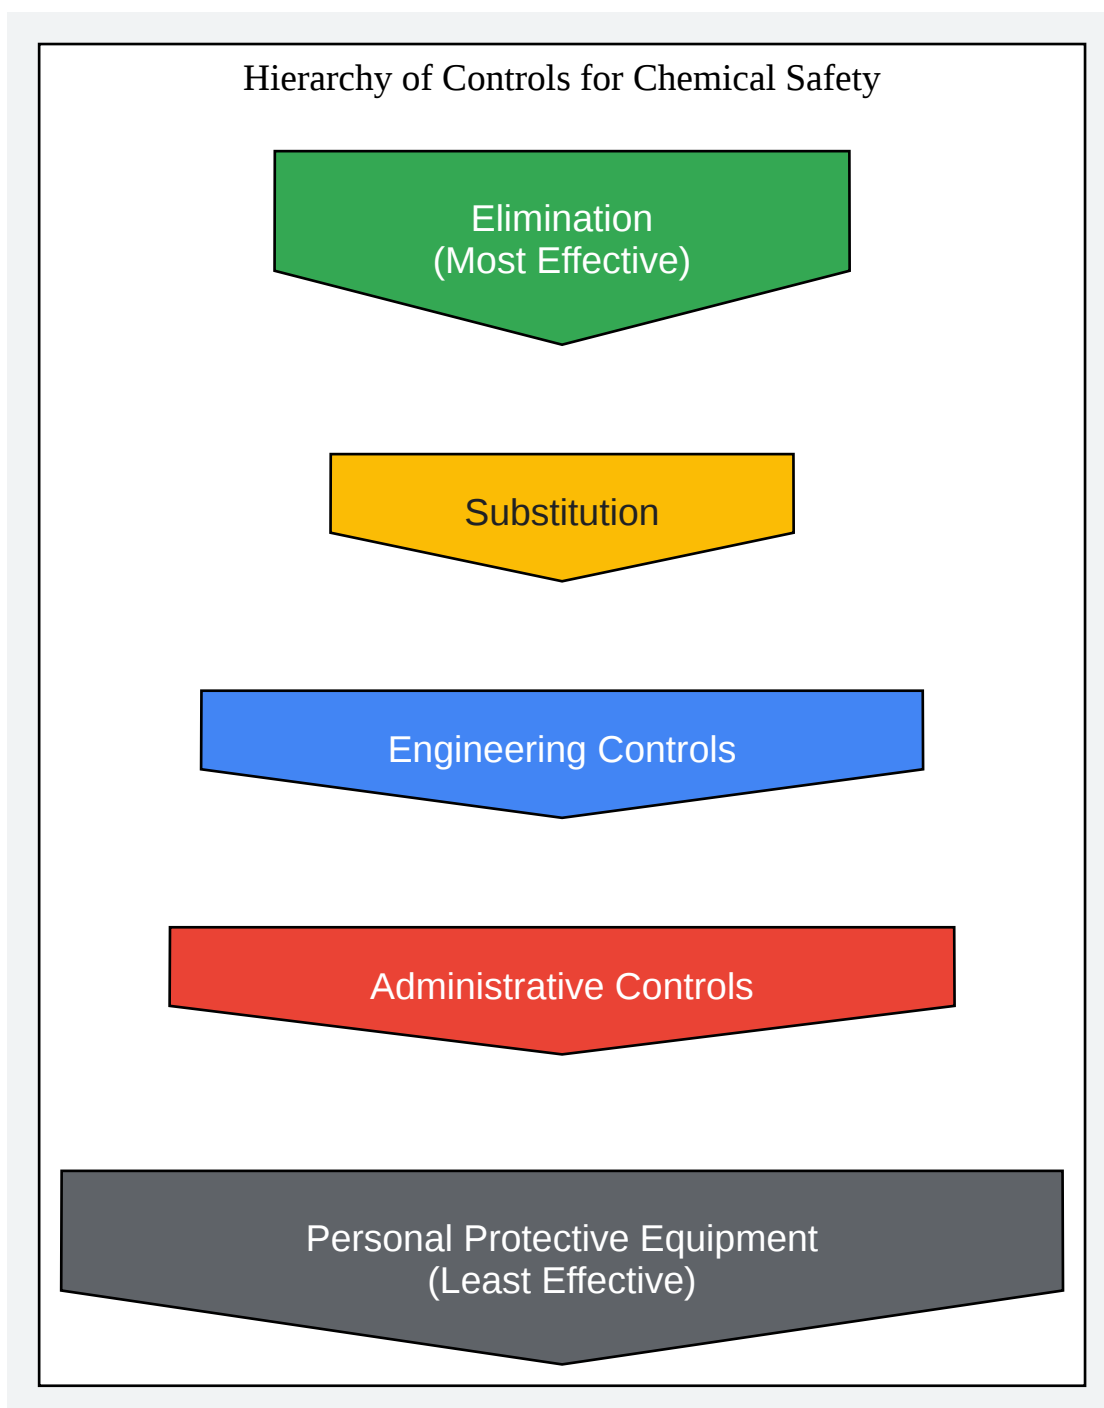 Hierarchy of Controls for Chemical Safety
Elimination
(Most Effective)
Substitution
Engineering Controls
Administrative Controls
Personal Protective Equipment
(Least Effective)